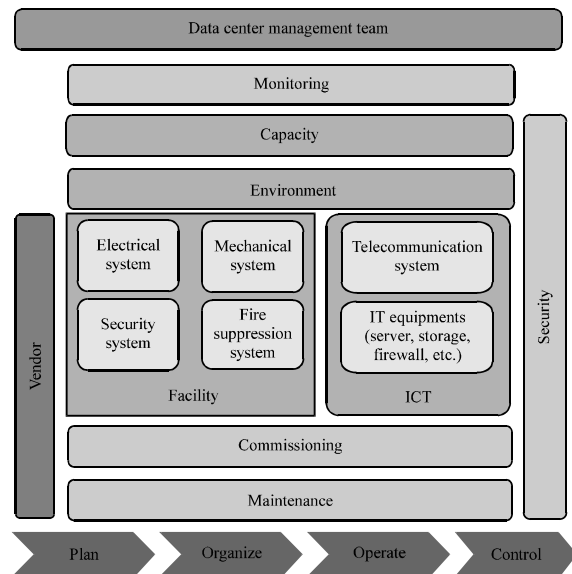 Data center management team
Monitoring
Capacity
Environment
Electrical
system
Mechanical
system
Security
system
Fire
suppression
system
Facility
Telecommunication
system
IT equipments
(server, storage,
firewall, etc.)
ICT
Vendor
Security
Commissioning
Maintenance
Plan
Organize
Operate
Control